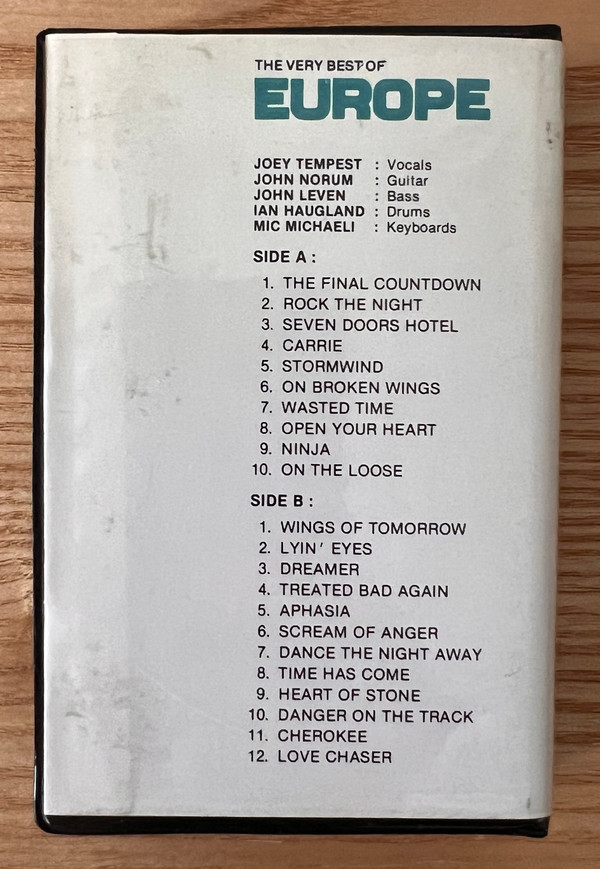 THE VERY BEST OF
EUROPE
JOEY TEMPEST : Vocals
JOHN NORUM : Guitar
JOHN LEVEN : Bass
IAN HAUGLAND : Drums
MIC MICHAELI : Keyboards
SIDE A :
1. THE FINAL COUNTDOWN
2. ROCK THE NIGHT
3. SEVEN DOORS HOTEL
4. CARRIE
5. STORMWIND
6. ON BROKEN WINGS
7. WASTED TIME
8. OPEN YOUR HEART
9. NINJA
10. ON THE LOOSE
SIDE B :
1. WINGS OF TOMORROW
2. LYIN' EYES
3. DREAMER
4. TREATED BAD AGAIN
5. APHASIA
6. SCREAM OF ANGER
7. DANCE THE NIGHT AWAY
8. TIME HAS COME
9. HEART OF STONE
10. DANGER ON THE TRACK
11. CHEROKEE
12. LOVE CHASER